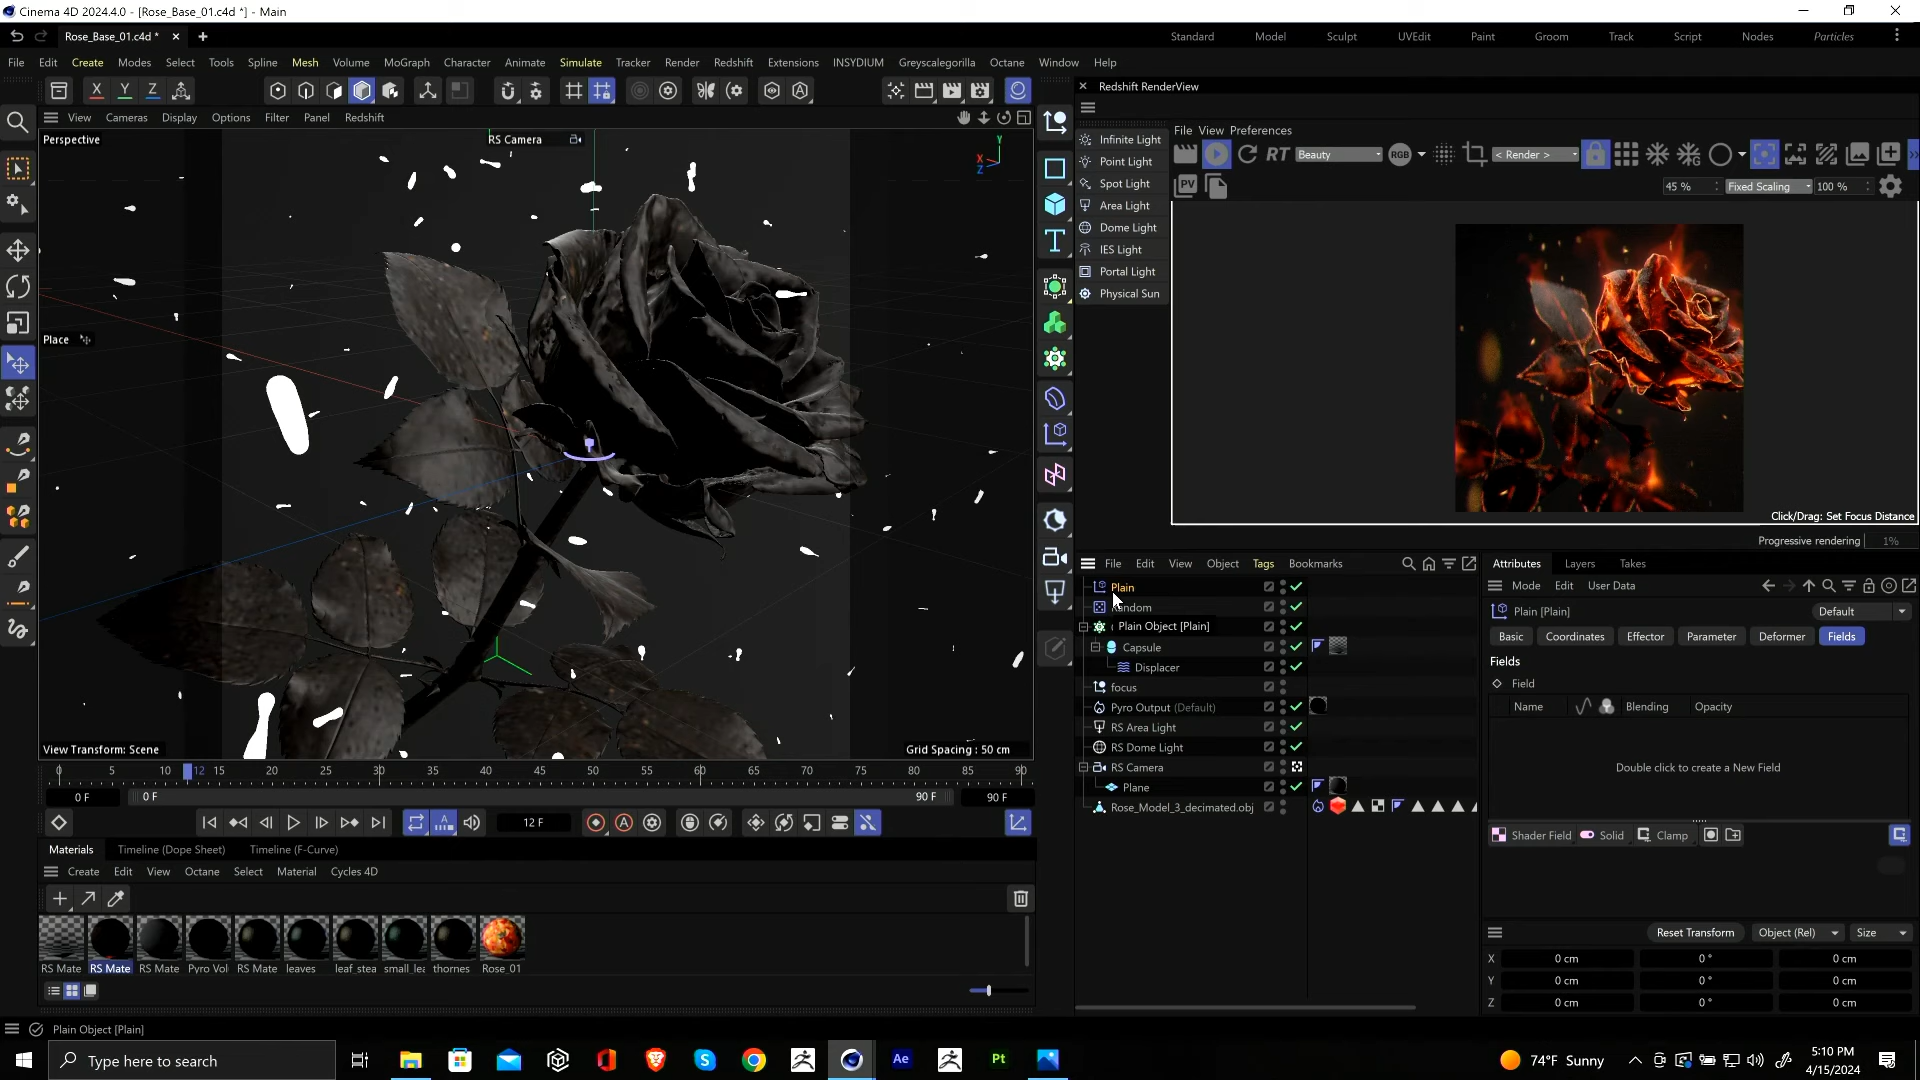 Cinema 4D 2024.4.0 - [Rose_Base_01.c4d *] - Main
Rose_Base_01.c4d *
Standard Model Sculpt UVEdit Paint Groom Track Script Nodes Particles
File Edit Create Modes Select Tools Spline Mesh Volume MoGraph Character Animate Simulate Tracker Render Redshift Extensions INSYDIUM Greyscalegorilla Octane Window Help
X Y Z
Redshift RenderView
View Cameras Display Options Filter Panel Redshift
Perspective
RS Camera
Y
X
Z
Place
View Transform: Scene
Grid Spacing : 50 cm
Infinite Light
Point Light
Spot Light
Area Light
Dome Light
IES Light
Portal Light
Physical Sun
File View Preferences
RT Beauty RGB < Render >
PV
45 % Fixed Scaling 100 %
Click/Drag: Set Focus Distance
Progressive rendering 1%
File Edit View Object Tags Bookmarks
Plain
Random
Plain Object [Plain]
Capsule
Displacer
focus
Pyro Output (Default)
RS Area Light
RS Dome Light
RS Camera
Plane
Rose_Model_3_decimated.obj
Attributes Layers Takes
Mode Edit User Data
Plain [Plain] Default
Basic Coordinates Effector Parameter Deformer Fields
Fields
Field
Name Blending Opacity
Double click to create a New Field
Shader Field Solid Clamp
Reset Transform Object (Rel) Size
X 0 cm 0 ° 0 cm
Y 0 cm 0 ° 0 cm
Z 0 cm 0 ° 0 cm
0 5 10 12 15 20 25 30 35 40 45 50 55 60 65 70 75 80 85 90
0 F 0 F 90 F 90 F
12 F
Materials Timeline (Dope Sheet) Timeline (F-Curve)
Create Edit View Octane Select Material Cycles 4D
RS Mate RS Mate RS Mate Pyro Vol RS Mate leaves leaf_stea small_lea thornes Rose_01
Plain Object [Plain]
Type here to search
Ae
Pt
74°F Sunny
5:10 PM
4/15/2024